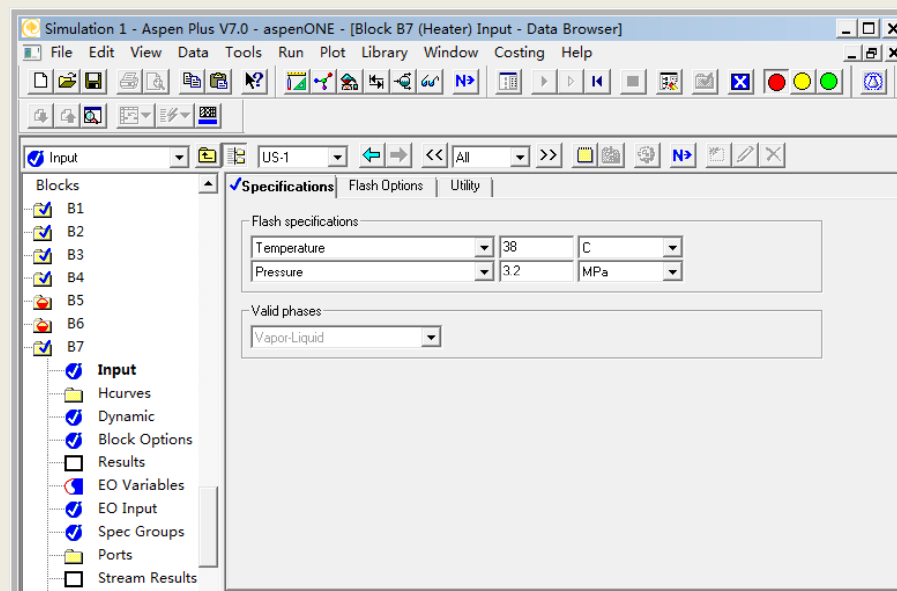 Simulation 1 - Aspen Plus V7.0 - aspenONE - [Block B7 (Heater) Input - Data Browser]
File Edit View Data Tools Run Plot Library Window Costing Help
N
Input US-1 << All >> N
Blocks
Specifications Flash Options Utility
B1
B2
Flash specifications
Temperature 38 C
B3
Pressure 3.2 MPa
B4
B5
Valid phases
B6
Vapor-Liquid
B7
Input
Hcurves
Dynamic
Block Options
Results
EO Variables
EO Input
Spec Groups
Ports
Stream Results